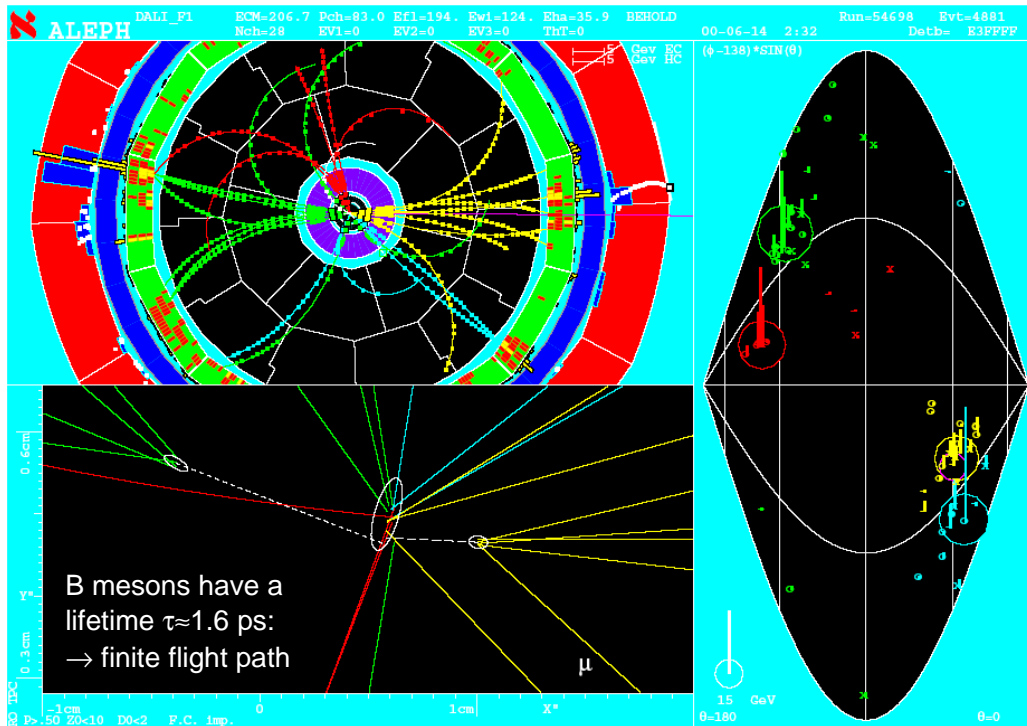 ALEPH DALI_F1 ECM=206.7 Pch=83.0 Efl=194. Ewi=124. Eha=35.9 BEHOLD Run=54698 Evt=4881
Nch=28 EV1=0 EV2=0 EV3=0 ThT=0 00-06-14 2:32 Detb= E3FFFF
5 Gev EC
5 Gev HC
(ϕ-138)*SIN(θ)
0.6cm
Y"
0.3cm
B mesons have a
lifetime τ≈1.6 ps:
→ finite flight path
μ
-1cm 0 1cm X"
RO TPC
P>.50 Z0<10 D0<2 F.C. imp.
15 GeV
θ=180 θ=0